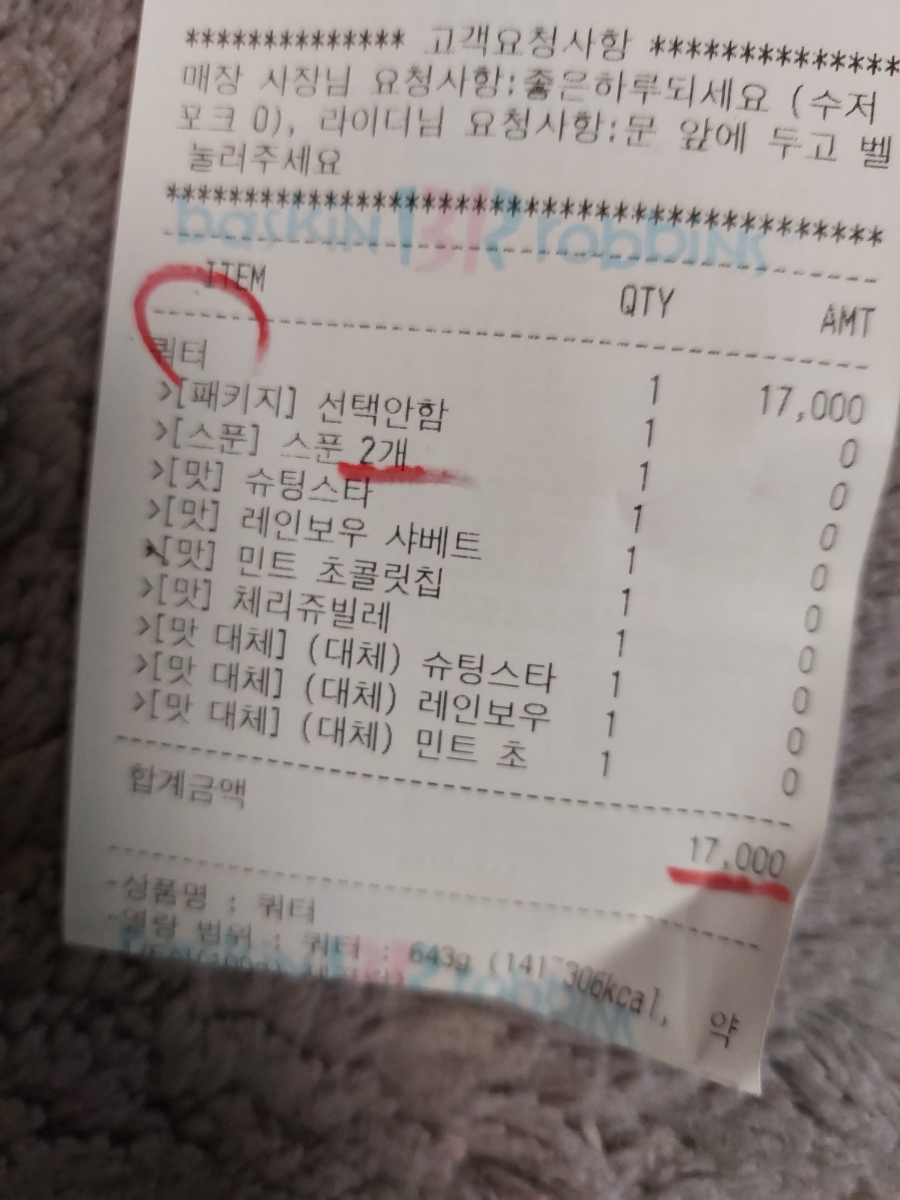 ************** 고객요청사항 **************
매장 사장님 요청사항:좋은하루되세요 (수저
포크 0), 라이더님 요청사항:문 앞에 두고 벨
눌러주세요
******************************************
baskin BR robbins
ITEM QTY AMT
쿼터 1 17,000
>[패키지] 선택안함 1 0
>[스푼] 스푼 2개 1 0
>[맛] 슈팅스타 1 0
>[맛] 레인보우 샤베트 1 0
>[맛] 민트 초콜릿칩 1 0
>[맛] 체리쥬빌레 1 0
>[맛 대체] (대체) 슈팅스타 1 0
>[맛 대체] (대체) 레인보우 1 0
>[맛 대체] (대체) 민트 초 1 0
합계금액
17,000
-상품명 : 쿼터
-열량 범위 : 쿼터 : 643g (141~306kcal, 약